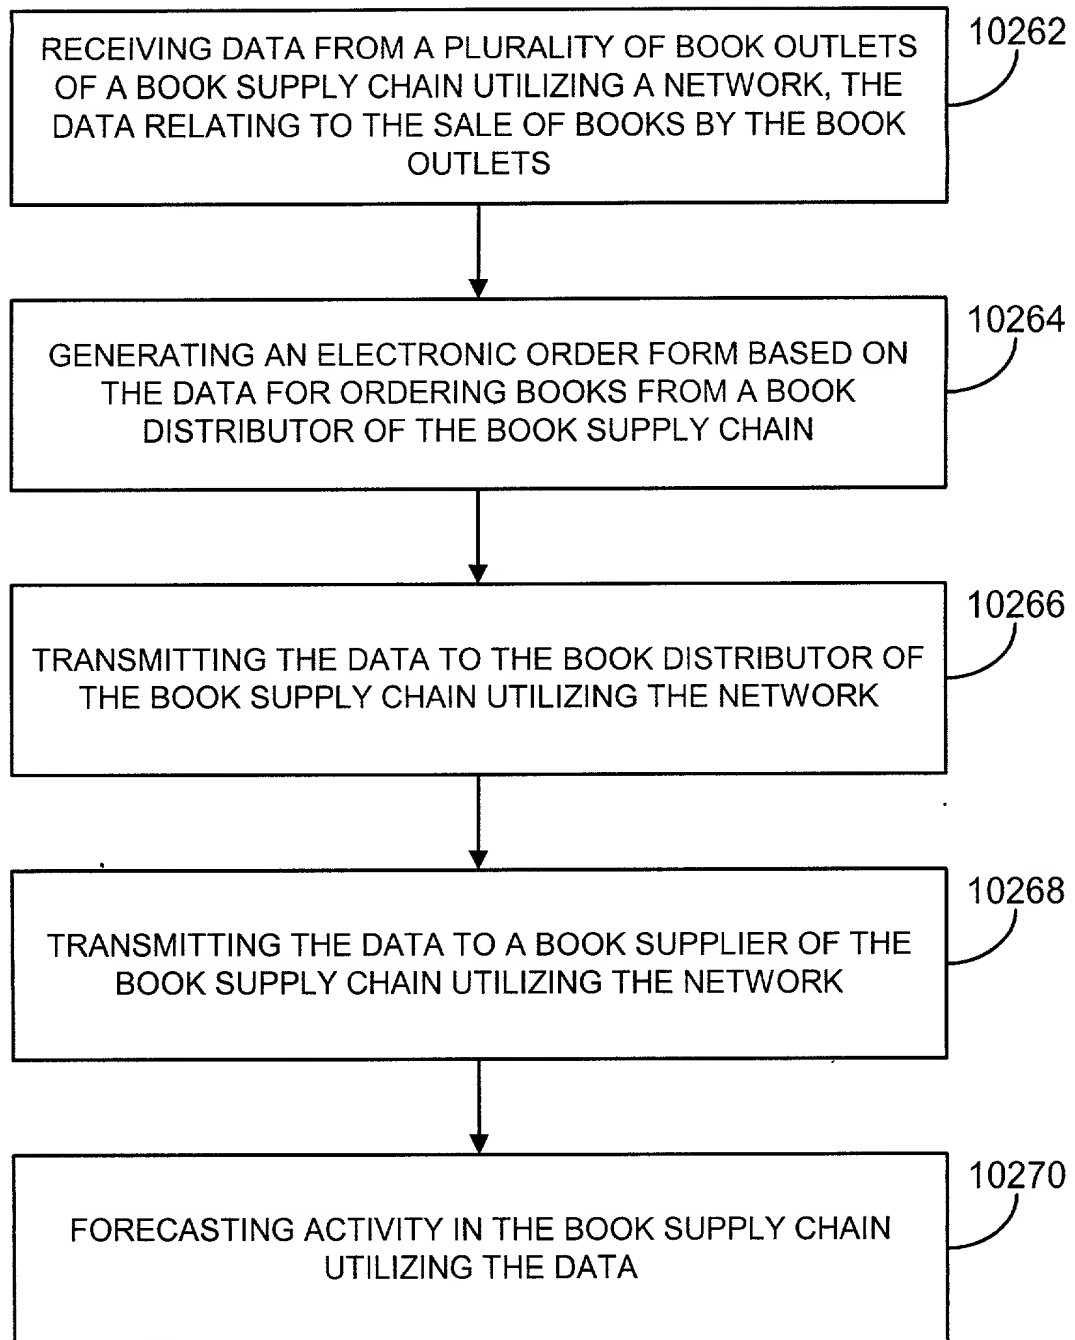 RECEIVING DATA FROM A PLURALITY OF BOOK OUTLETS
OF A BOOK SUPPLY CHAIN UTILIZING A NETWORK, THE
DATA RELATING TO THE SALE OF BOOKS BY THE BOOK
OUTLETS
10262
GENERATING AN ELECTRONIC ORDER FORM BASED ON
THE DATA FOR ORDERING BOOKS FROM A BOOK
DISTRIBUTOR OF THE BOOK SUPPLY CHAIN
10264
TRANSMITTING THE DATA TO THE BOOK DISTRIBUTOR OF
THE BOOK SUPPLY CHAIN UTILIZING THE NETWORK
10266
TRANSMITTING THE DATA TO A BOOK SUPPLIER OF THE
BOOK SUPPLY CHAIN UTILIZING THE NETWORK
10268
FORECASTING ACTIVITY IN THE BOOK SUPPLY CHAIN
UTILIZING THE DATA
10270